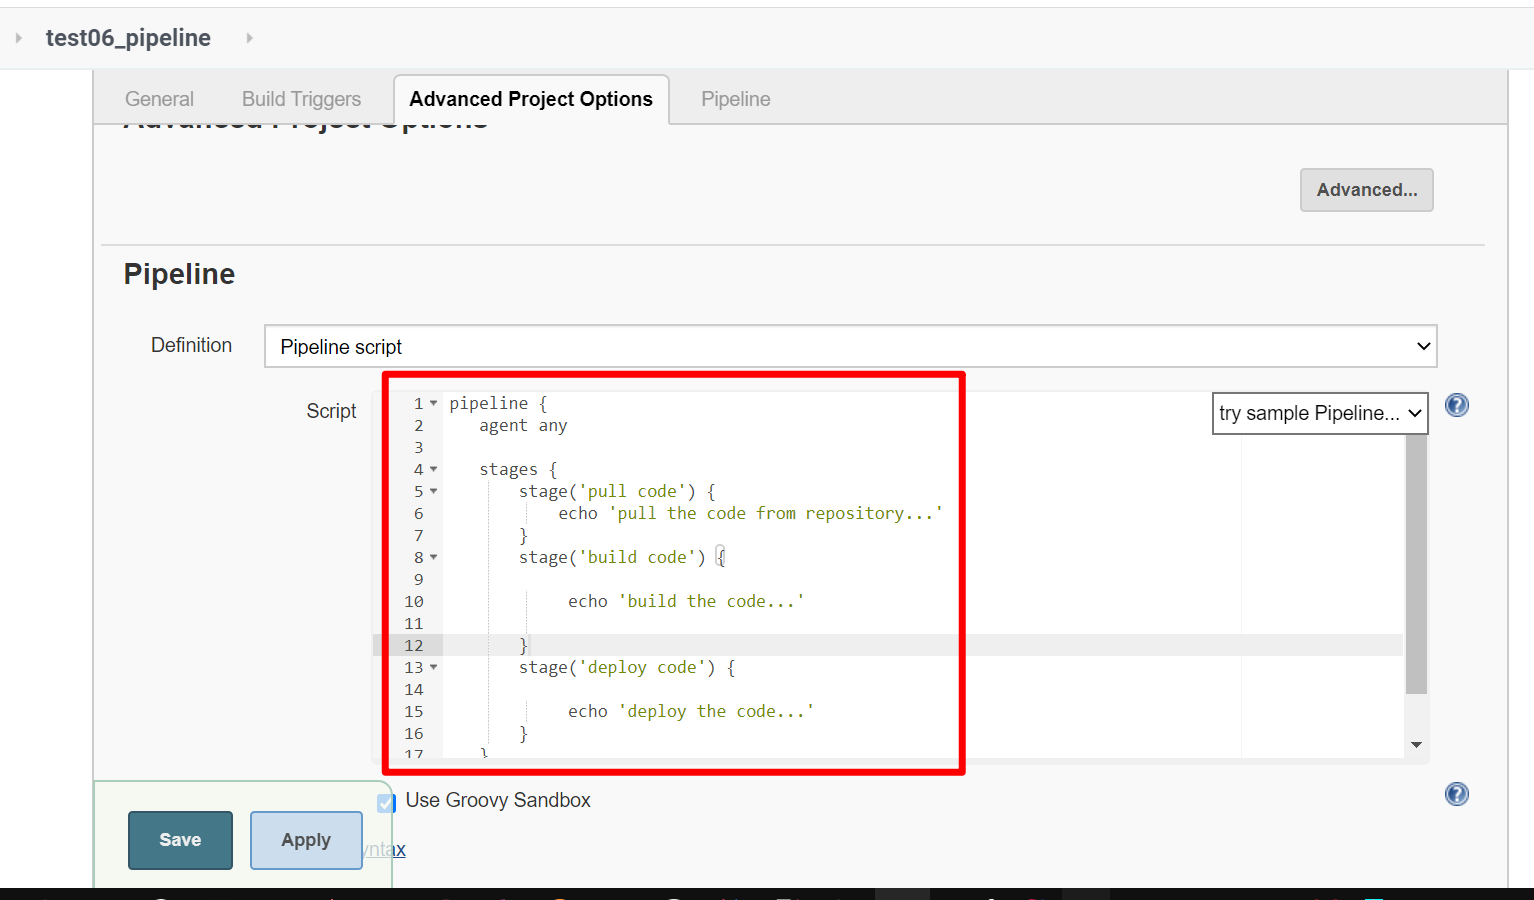 test06_pipeline
General Build Triggers Advanced Project Options Pipeline
Advanced Project Options
Advanced...
Pipeline
Definition Pipeline script
Script
try sample Pipeline...
1 pipeline {
2 agent any
3
4 stages {
5 stage('pull code') {
6 echo 'pull the code from repository...'
7 }
8 stage('build code') {
9
10 echo 'build the code...'
11
12 }
13 stage('deploy code') {
14
15 echo 'deploy the code...'
16 }
17 }
Use Groovy Sandbox
Save Apply